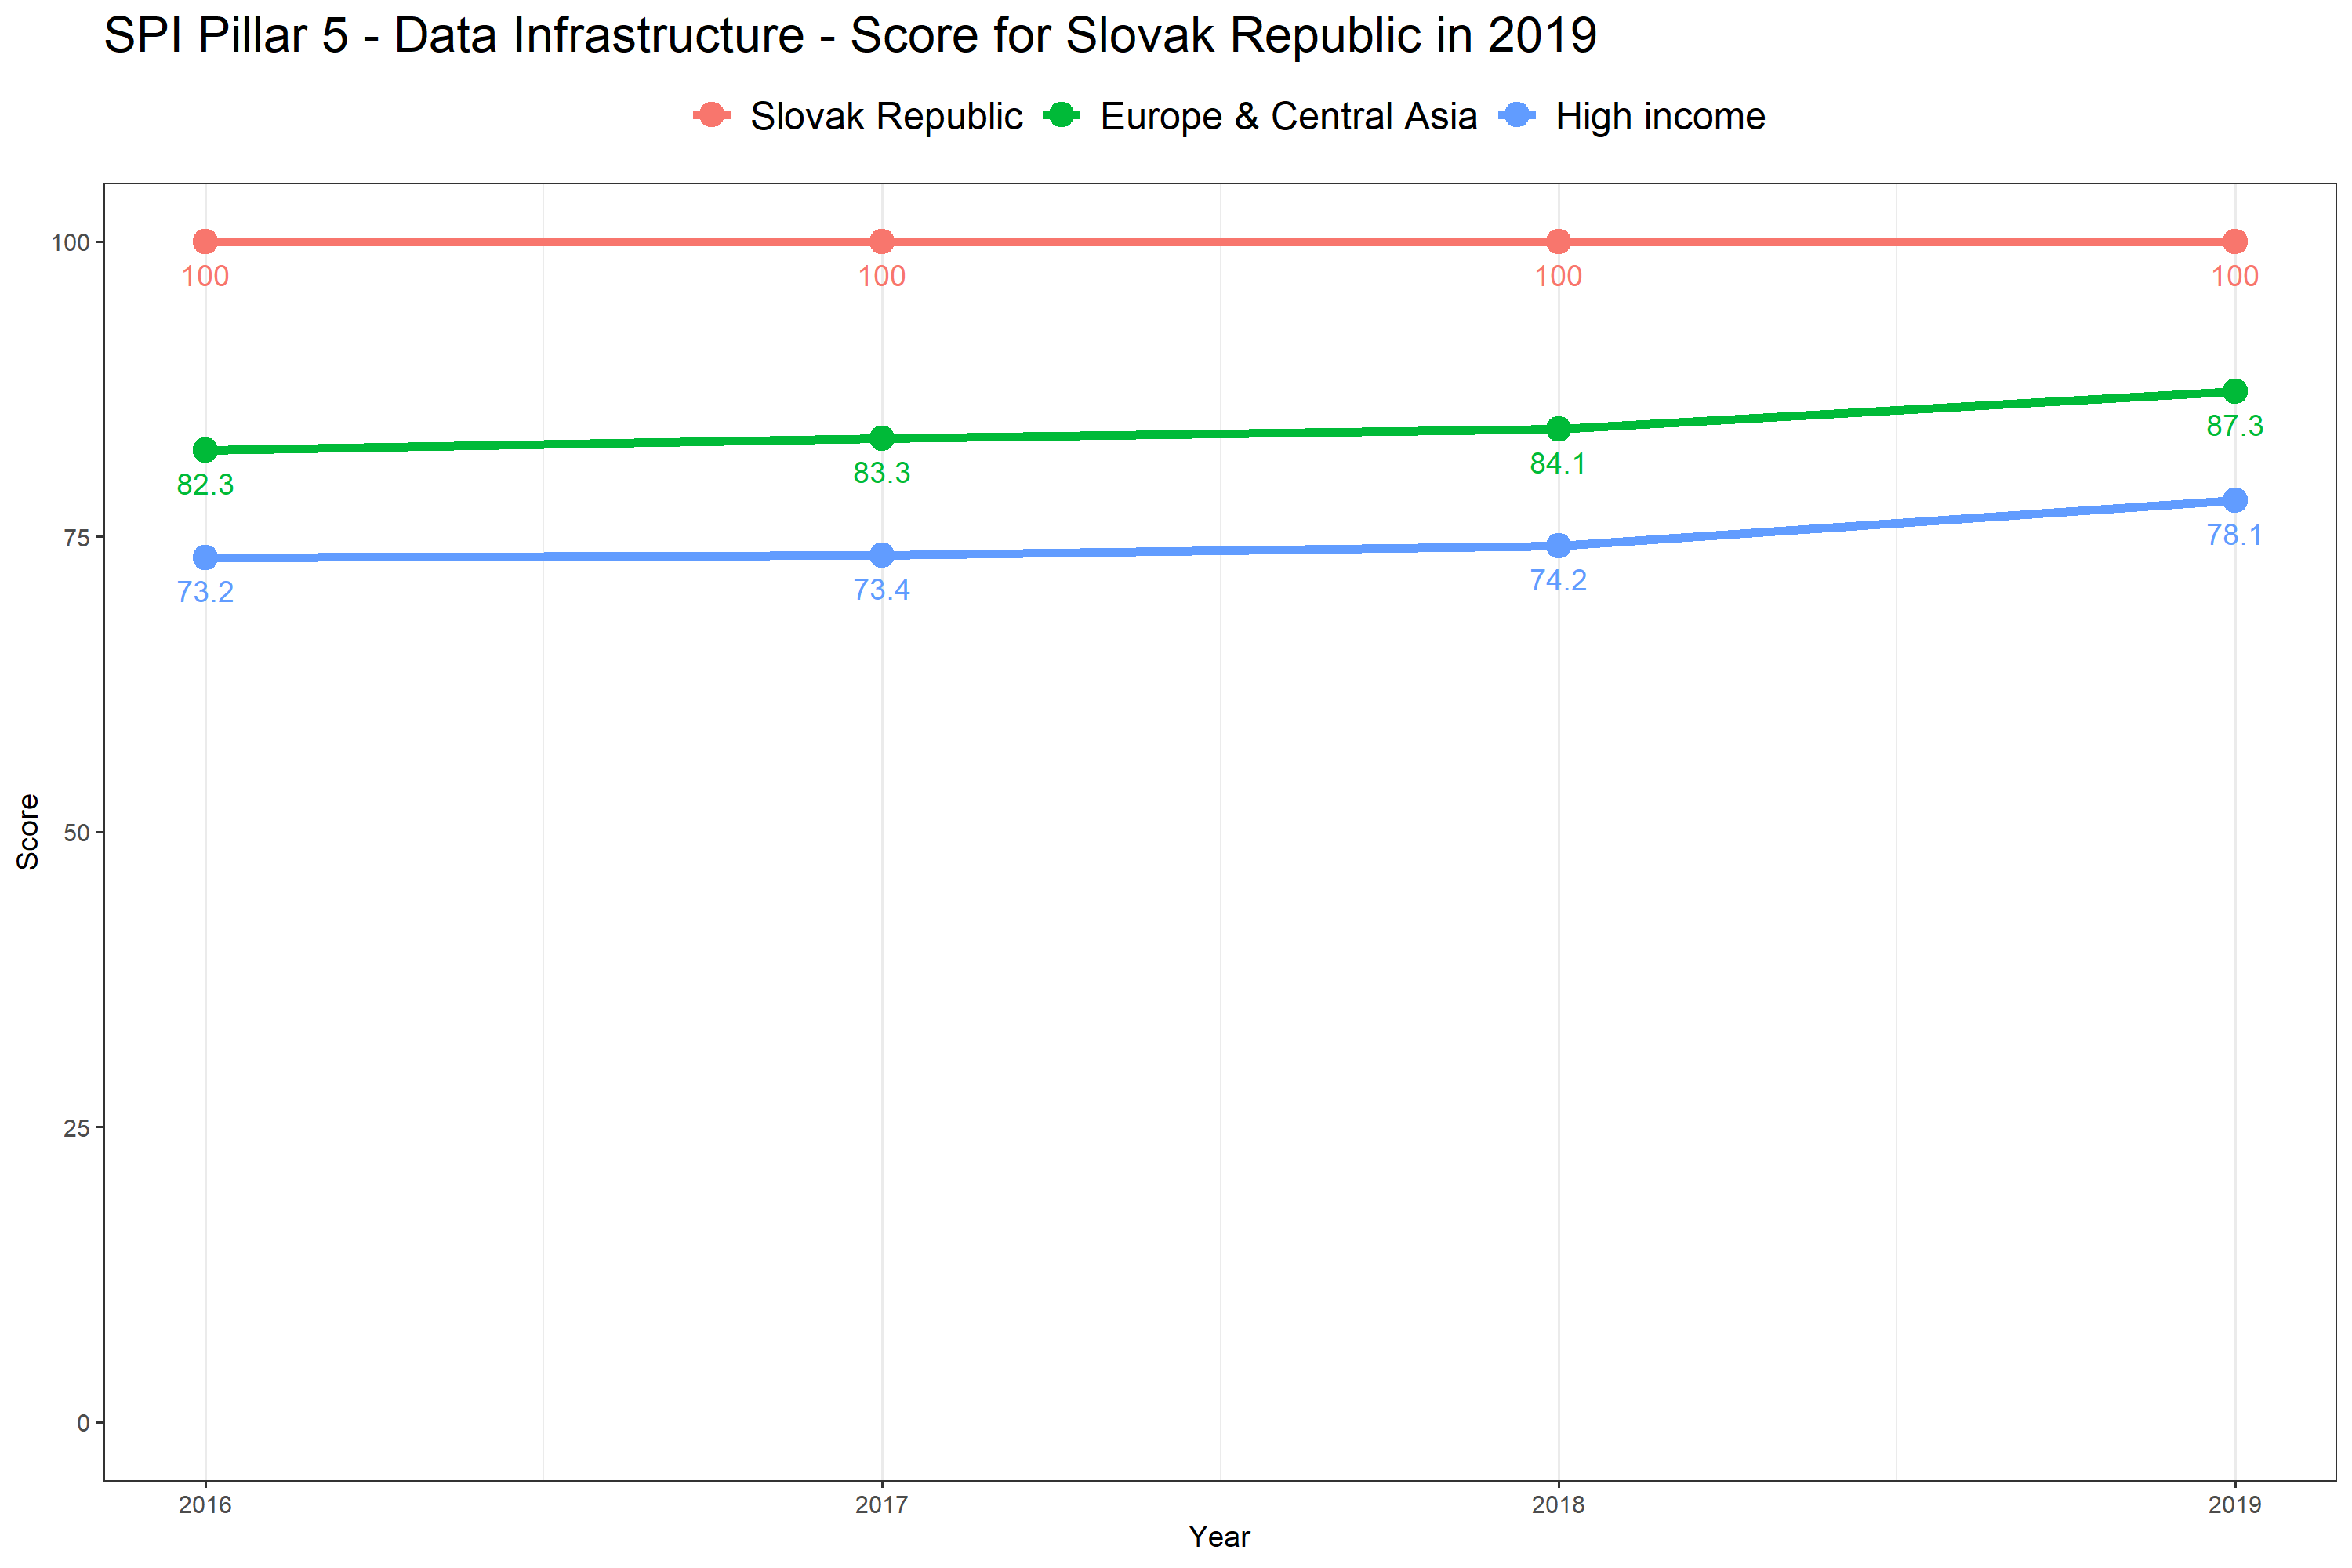 SPI Pillar 5 - Data Infrastructure - Score for Slovak Republic in 2019
Slovak Republic Europe & Central Asia High income
100
75
50
25
0
Score
100 100 100 100
82.3 83.3 84.1 87.3
73.2 73.4 74.2 78.1
2016 2017 2018 2019
Year